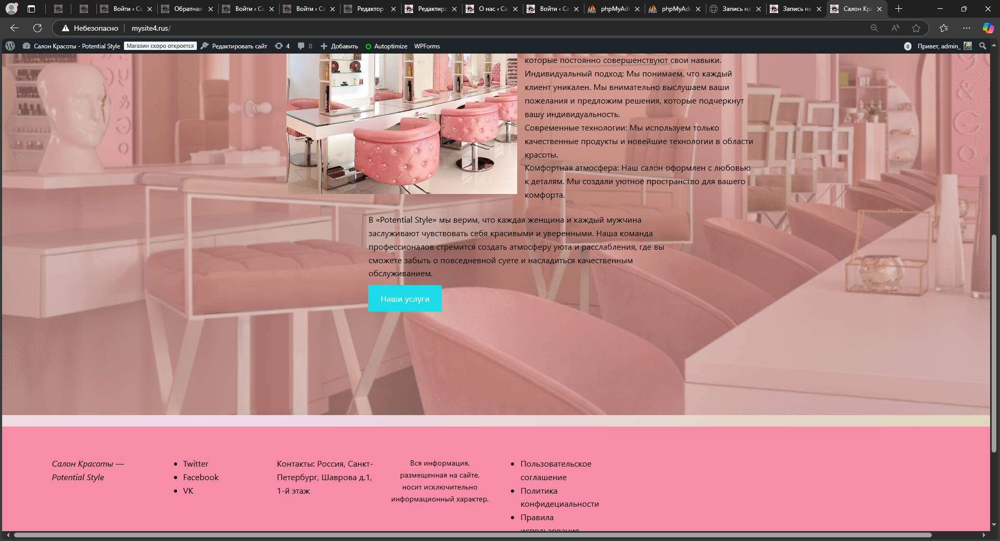 Войти ‹ Са
Обратная
Войти ‹ Са
Войти ‹ Са
Редактор
Редактиро
О нас ‹ Са
Войти ‹ Са
phpMyAdm
phpMyAdm
Запись на
Запись на
Салон Кра
Небезопасно
mysite4.rus/
Салон Красоты - Potential Style
Магазин скоро откроется
Редактировать сайт
4
0
Добавить
Autoptimize
WPForms
0
Привет, admin_
которые постоянно совершенствуют свои навыки.
Индивидуальный подход: Мы понимаем, что каждый
клиент уникален. Мы внимательно выслушаем ваши
пожелания и предложим решения, которые подчеркнут
вашу индивидуальность.
Современные технологии: Мы используем только
качественные продукты и новейшие технологии в области
красоты.
Комфортная атмосфера: Наш салон оформлен с любовью
к деталям. Мы создали уютное пространство для вашего
комфорта.
В «Potential Style» мы верим, что каждая женщина и каждый мужчина
заслуживают чувствовать себя красивыми и уверенными. Наша команда
профессионалов стремится создать атмосферу уюта и расслабления, где вы
сможете забыть о повседневной суете и насладиться качественным
обслуживанием.
Наши услуги
Салон Красоты —
Potential Style
Twitter
Facebook
VK
Контакты: Россия, Санкт-
Петербург, Шаврова д.1,
1-й этаж
Вся информация,
размещенная на сайте,
носит исключительно
информационный характер.
Пользовательское
соглашение
Политика
конфидециальности
Правила
использования